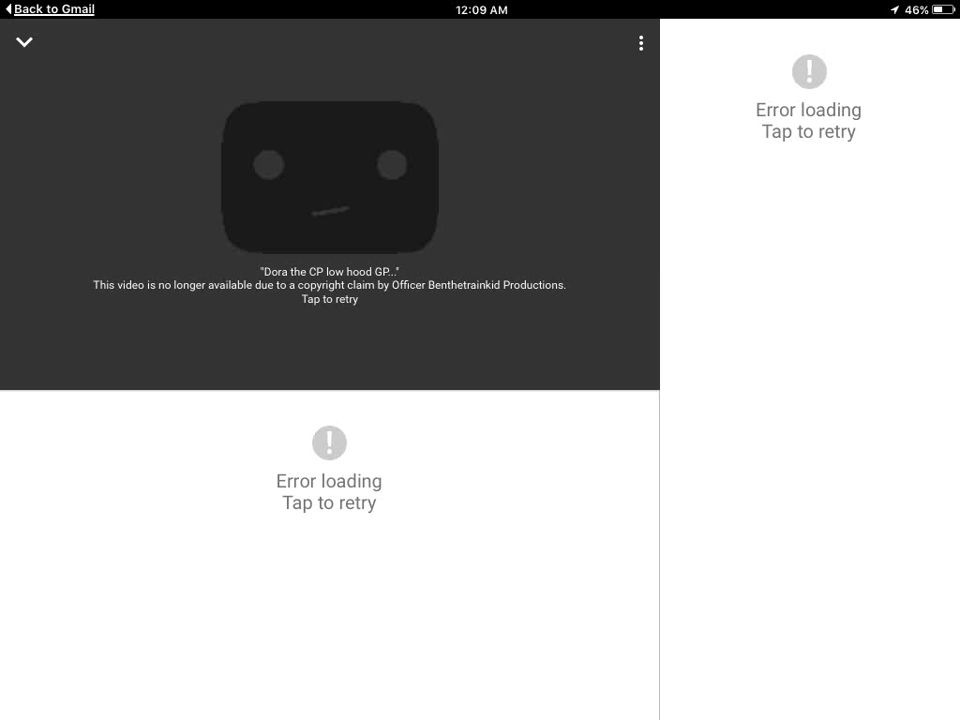 Back to Gmail
12:09 AM
46%
"Dora the CP low hood GP..."
This video is no longer available due to a copyright claim by Officer Benthetrainkid Productions.
Tap to retry
Error loading
Tap to retry
Error loading
Tap to retry